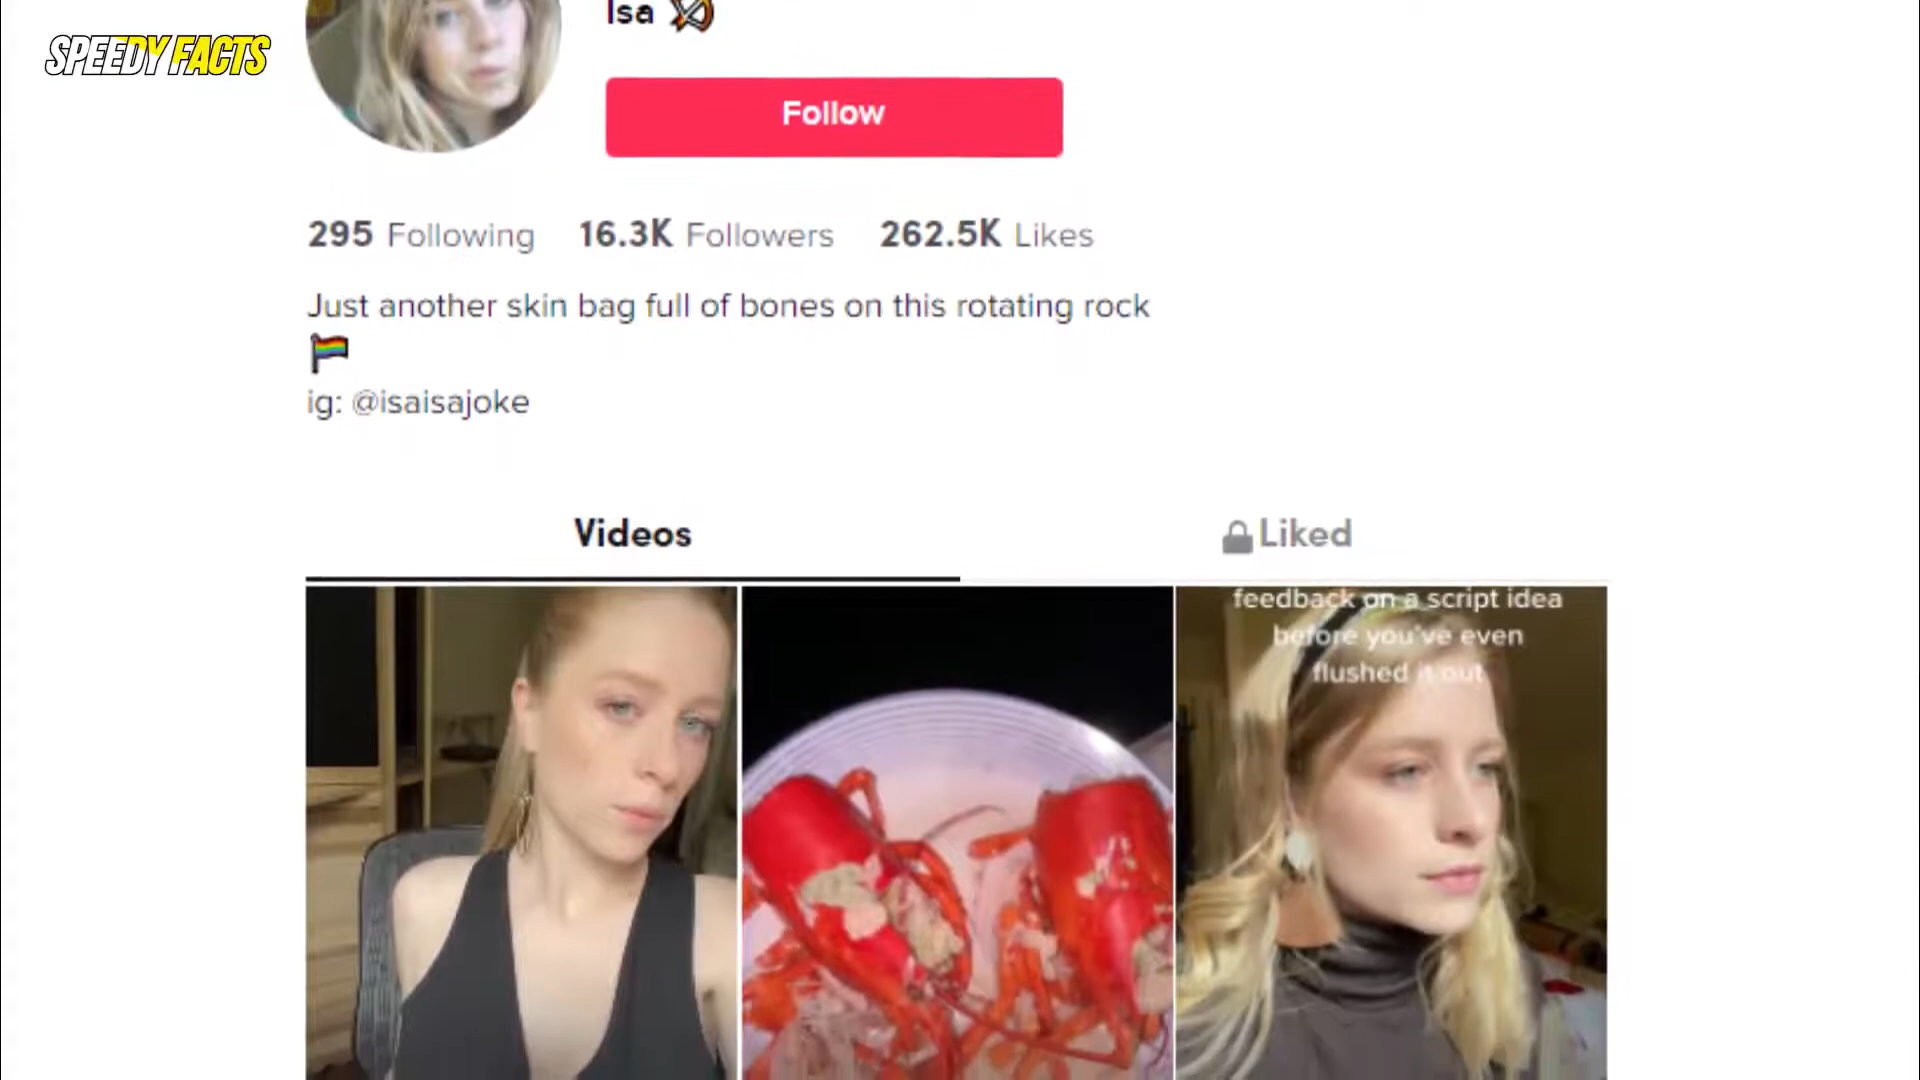 SPEEDY FACTS
Isa
Follow
295 Following 16.3K Followers 262.5K Likes
Just another skin bag full of bones on this rotating rock
ig: @isaisajoke
Videos
Liked
feedback on a script idea
before you've even
flushed it out